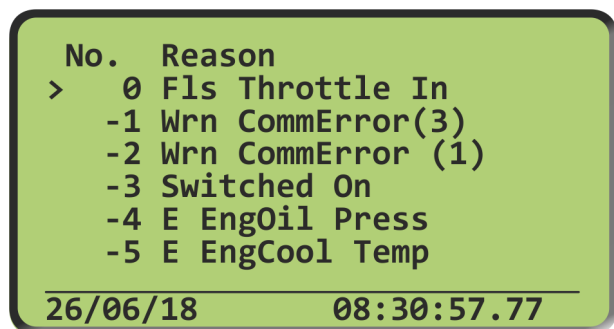 No. Reason
> 0 Fls Throttle In
-1 Wrn CommError(3)
-2 Wrn CommError (1)
-3 Switched On
-4 E EngOil Press
-5 E EngCool Temp
26/06/18 08:30:57.77